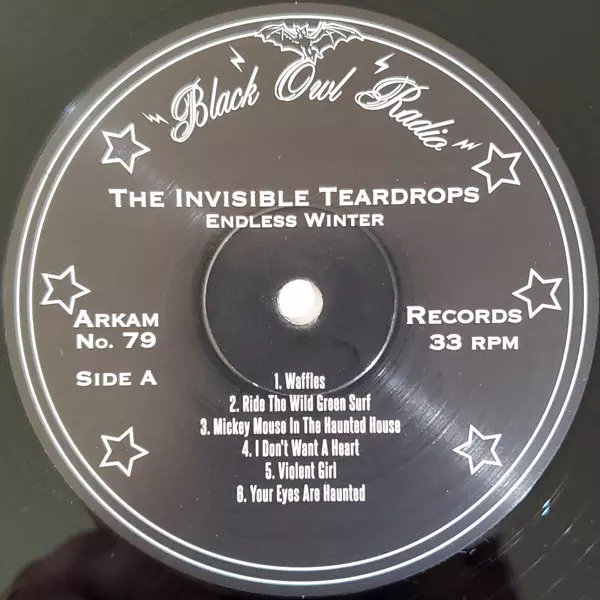 Black Owl Radio
THE INVISIBLE TEARDROPS
ENDLESS WINTER
ARKAM
No. 79
SIDE A
RECORDS
33 RPM
1. Waffles
2. Ride The Wild Green Surf
3. Mickey Mouse In The Haunted House
4. I Don't Want A Heart
5. Violent Girl
6. Your Eyes Are Haunted